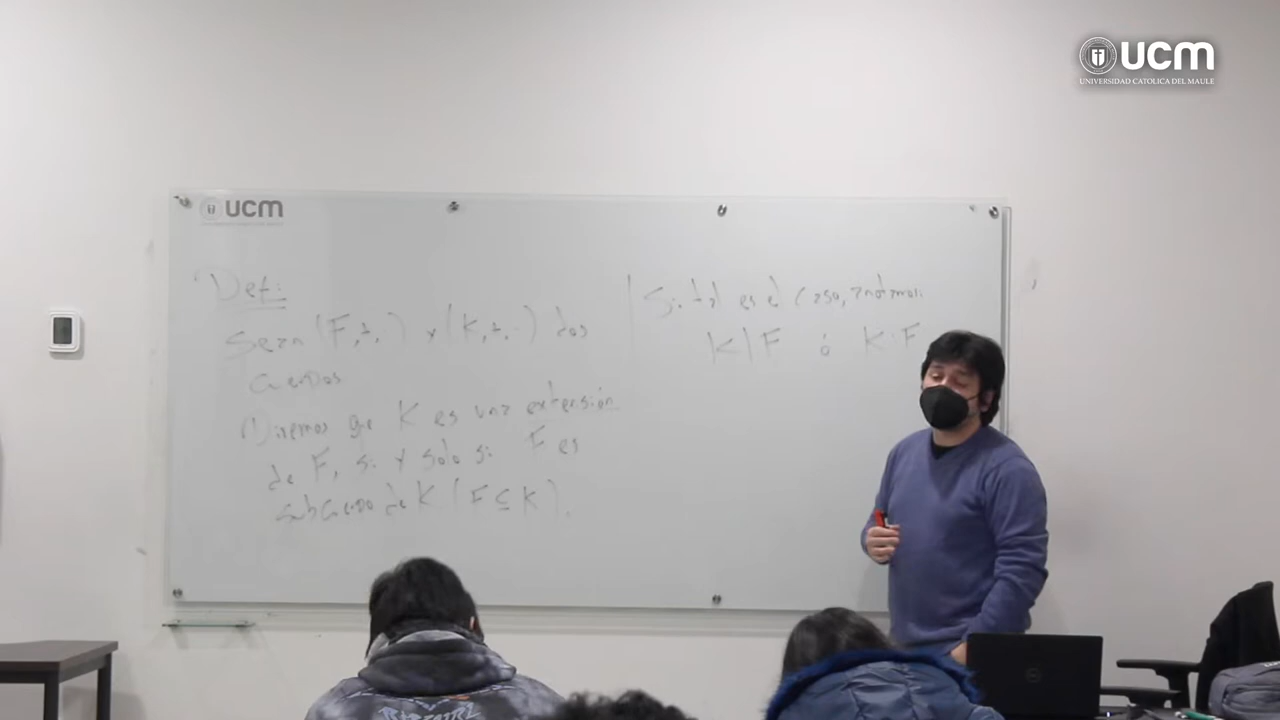 UCM
UNIVERSIDAD CATOLICA DEL MAULE
UCM
Def:
Sean (F,+,·) y (K,+,·) dos
cuerpos
Diremos que K es una extensión
de F, si y solo si F es
subcuerpo de K (F ≤ K).
Si tal es el caso, anotamos:
K|F ó K:F